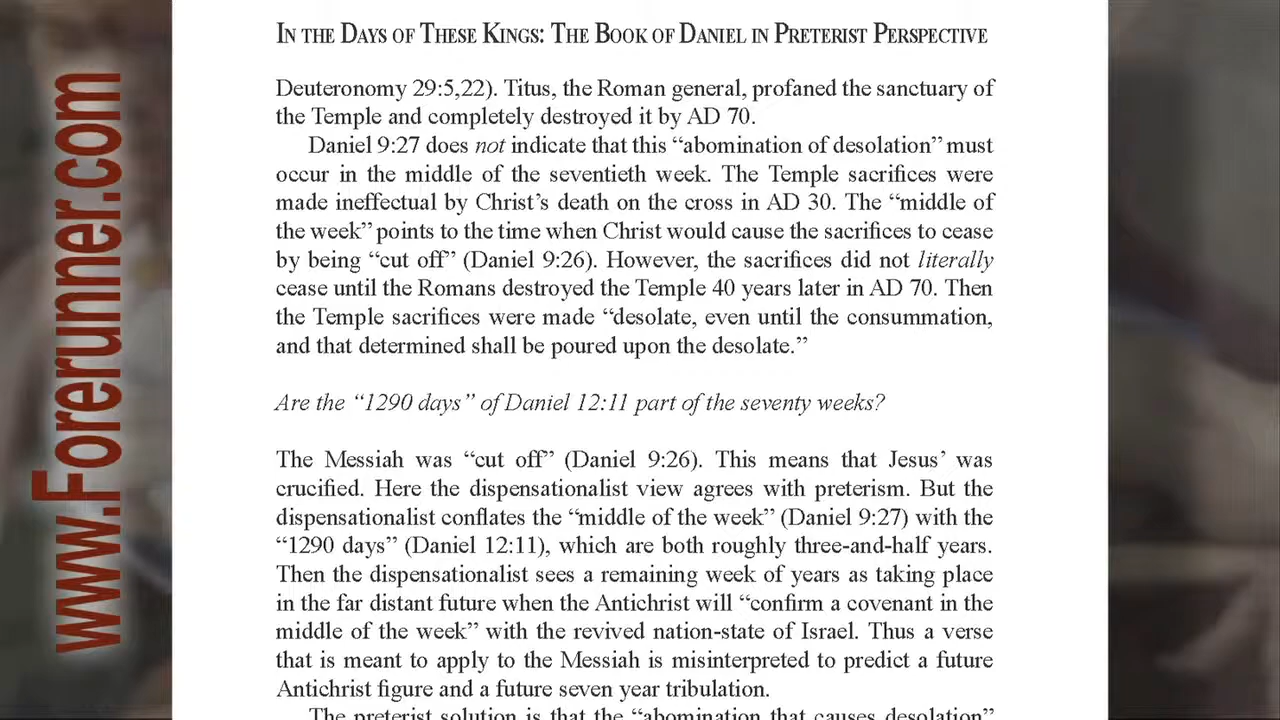 www.Forerunner.com
IN THE DAYS OF THESE KINGS: THE BOOK OF DANIEL IN PRETERIST PERSPECTIVE
Deuteronomy 29:5,22). Titus, the Roman general, profaned the sanctuary of
the Temple and completely destroyed it by AD 70.
Daniel 9:27 does not indicate that this “abomination of desolation” must
occur in the middle of the seventieth week. The Temple sacrifices were
made ineffectual by Christ’s death on the cross in AD 30. The “middle of
the week” points to the time when Christ would cause the sacrifices to cease
by being “cut off” (Daniel 9:26). However, the sacrifices did not literally
cease until the Romans destroyed the Temple 40 years later in AD 70. Then
the Temple sacrifices were made “desolate, even until the consummation,
and that determined shall be poured upon the desolate.”
Are the “1290 days” of Daniel 12:11 part of the seventy weeks?
The Messiah was “cut off” (Daniel 9:26). This means that Jesus’ was
crucified. Here the dispensationalist view agrees with preterism. But the
dispensationalist conflates the “middle of the week” (Daniel 9:27) with the
“1290 days” (Daniel 12:11), which are both roughly three-and-half years.
Then the dispensationalist sees a remaining week of years as taking place
in the far distant future when the Antichrist will “confirm a covenant in the
middle of the week” with the revived nation-state of Israel. Thus a verse
that is meant to apply to the Messiah is misinterpreted to predict a future
Antichrist figure and a future seven year tribulation.
The preterist solution is that the “abomination that causes desolation”